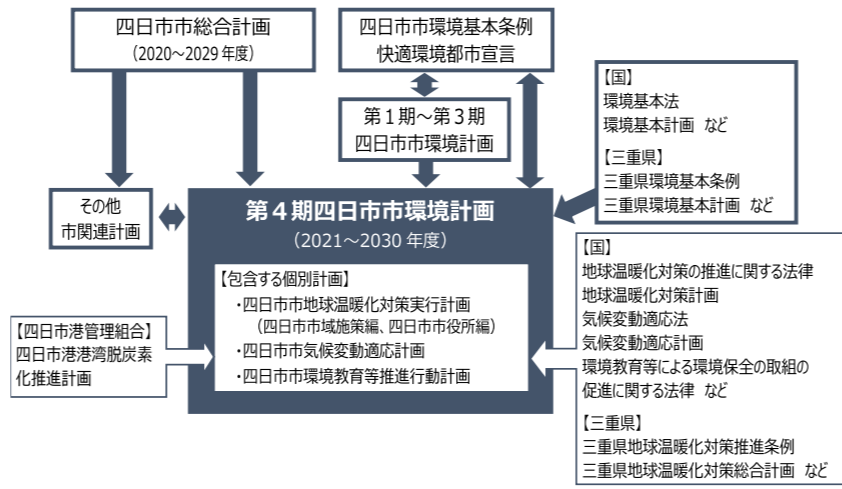 四日市市総合計画
（2020～2029 年度）
四日市市環境基本条例
快適環境都市宣言
第１期～第３期
四日市市環境計画
【国】
環境基本法
環境基本計画 など
【三重県】
三重県環境基本条例
三重県環境基本計画 など
その他
市関連計画
第４期四日市市環境計画
（2021～2030 年度）
【包含する個別計画】
・四日市市地球温暖化対策実行計画
（四日市市域施策編、四日市市役所編）
・四日市市気候変動適応計画
・四日市市環境教育等推進行動計画
【四日市港管理組合】
四日市港港湾脱炭素
化推進計画
【国】
地球温暖化対策の推進に関する法律
地球温暖化対策計画
気候変動適応法
気候変動適応計画
環境教育等による環境保全の取組の
促進に関する法律 など
【三重県】
三重県地球温暖化対策推進条例
三重県地球温暖化対策総合計画 など